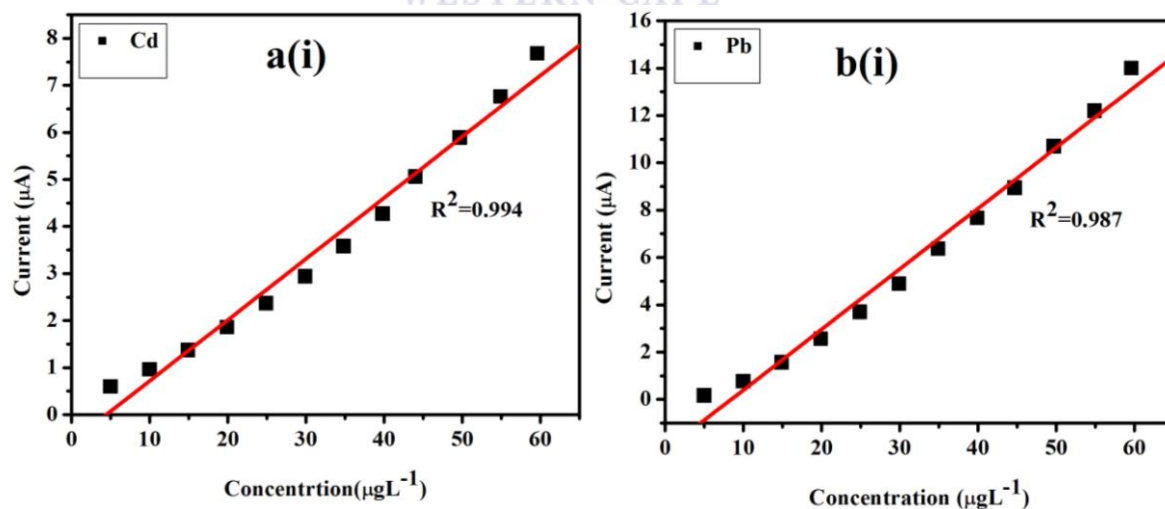 WESTERN CAPE
Cd
a(i)
8
7
6
5
4
3
2
1
0
Current (μA)
R²=0.994
0 10 20 30 40 50 60
Concentrtion(μgL⁻¹)
Pb
b(i)
16
14
12
10
8
6
4
2
0
Current (μA)
R²=0.987
0 10 20 30 40 50 60
Concentration (μgL⁻¹)